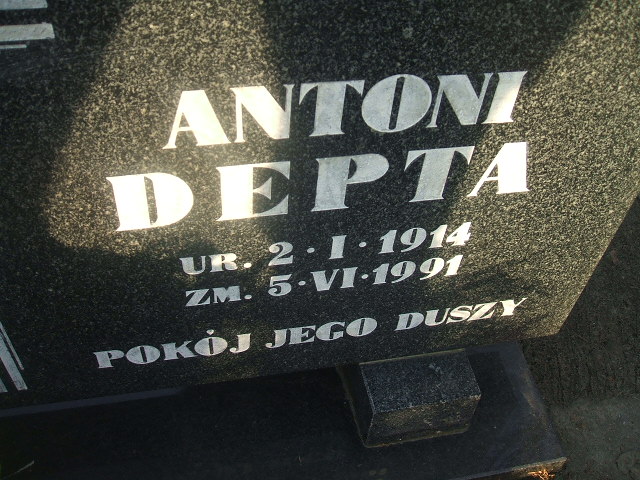 ANTONI
DEPTA
UR. 2·I·1914
ZM. 5·VI·1991
POKÓJ JEGO DUSZY